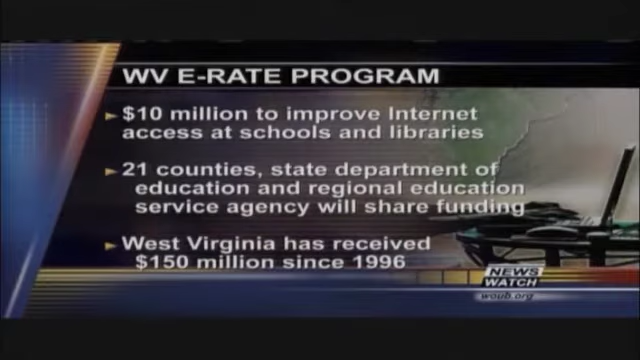 WV E-RATE PROGRAM
$10 million to improve Internet
access at schools and libraries
21 counties, state department of
education and regional education
service agency will share funding
West Virginia has received
$150 million since 1996
NEWS
WATCH
woub.org